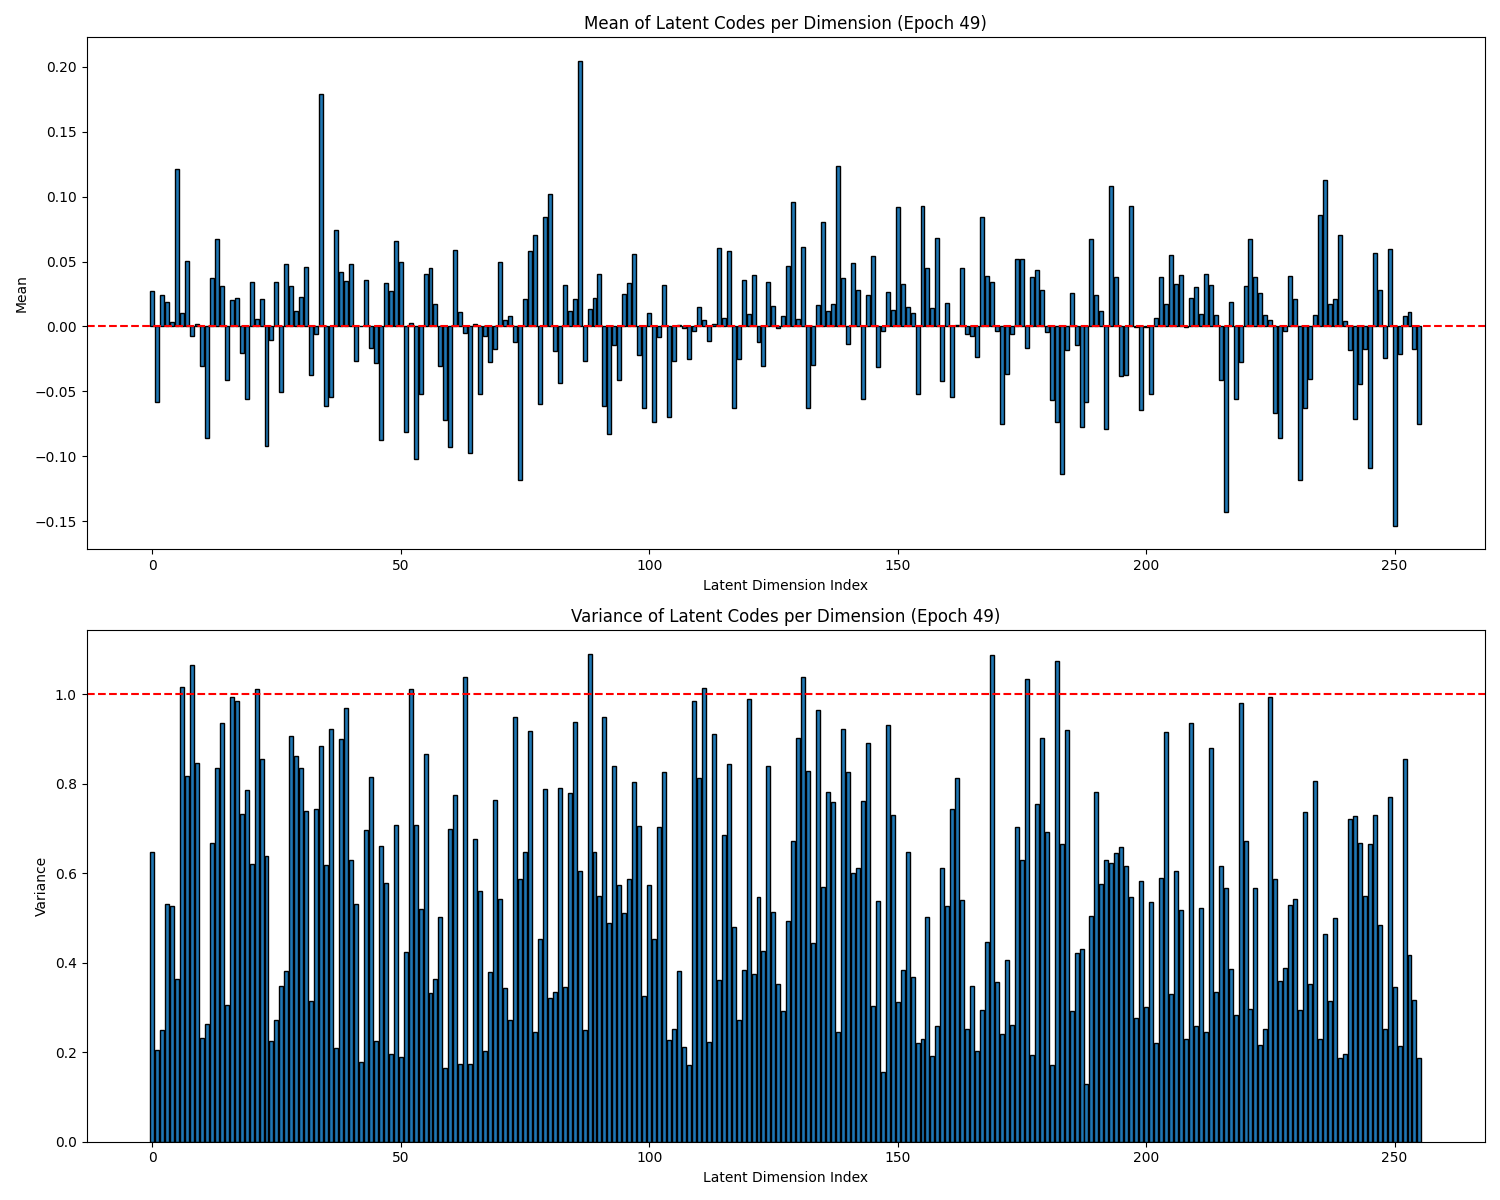 Mean of Latent Codes per Dimension (Epoch 49)
Mean
0.20
0.15
0.10
0.05
0.00
−0.05
−0.10
−0.15
0 50 100 150 200 250
Latent Dimension Index
Variance of Latent Codes per Dimension (Epoch 49)
Variance
1.0
0.8
0.6
0.4
0.2
0.0
0 50 100 150 200 250
Latent Dimension Index